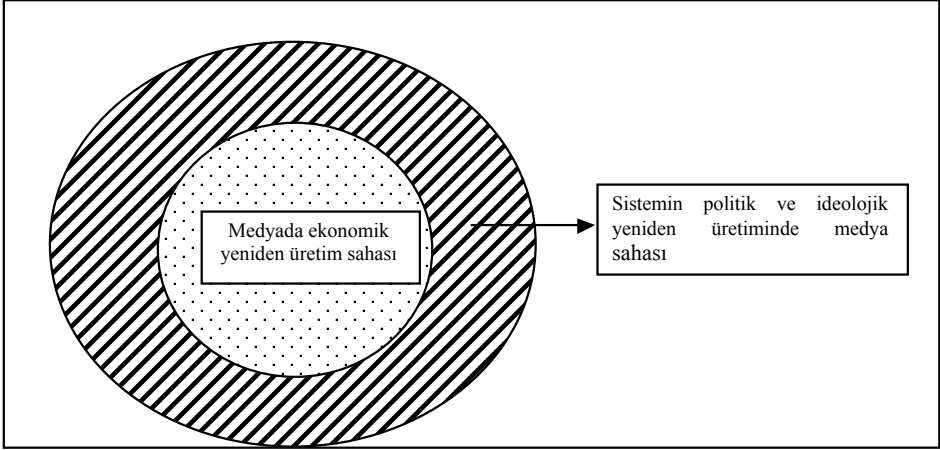 Medyada ekonomik
yeniden üretim sahası
Sistemin politik ve ideolojik
yeniden üretiminde medya
sahası